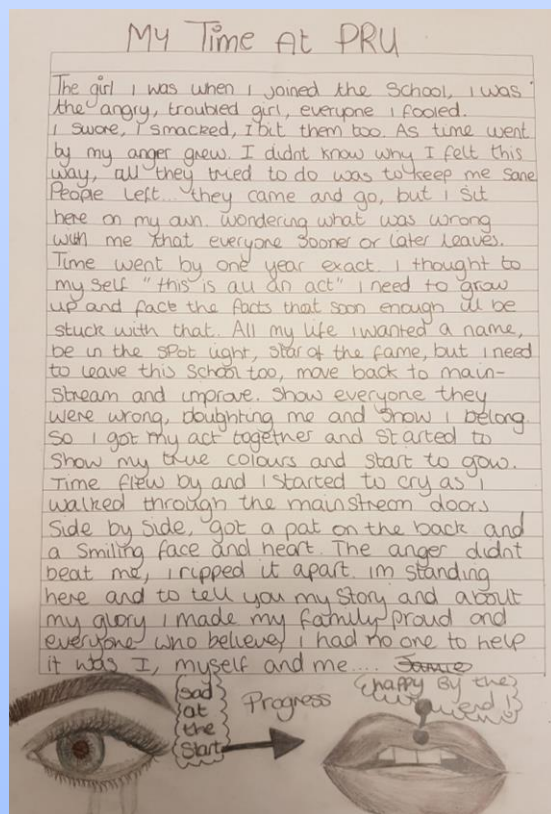 My Time At PRU
The girl I was when I joined the School, I was
the angry, troubled girl, everyone I fooled.
I swore, I smacked, I bit them too. As time went
by my anger grew. I didnt know why I felt this
way, all they tried to do was to keep me sane
People left... they came and go, but I sit
here on my own. wondering what was wrong
with me that everyone sooner or later leaves.
Time went by one year exact. I thought to
my self "this is all an act" I need to grow
up and face the facts that soon enough ill be
stuck with that. All my life I wanted a name,
be in the spot light, star of the fame, but I need
to leave this School too, move back to main-
stream and improve. Show everyone they
were wrong, doughting me and show I belong.
So I got my act together and started to
Show my true colours and start to gow.
Time flew by and I started to cry as I
walked through the mainstream doors
Side by Side, got a pat on the back and
a Smiling face and heart. The anger didnt
beat me, I ripped it apart. im standing
here and to tell you my story and about
my glory I made my family proud and
everyone who believe, I had no one to help
it was I, myself and me....
sad
at
the
Start
Progress
happy By the
end!